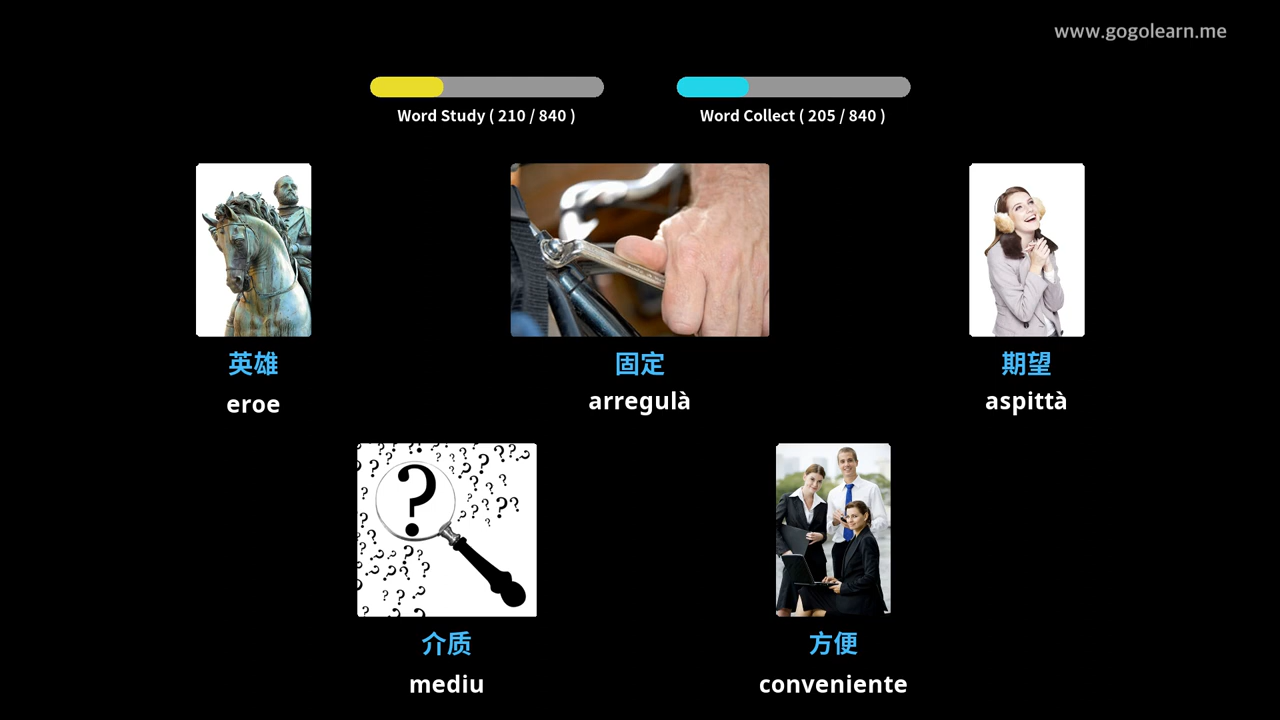 www.gogolearn.me
Word Study ( 210 / 840 )
Word Collect ( 205 / 840 )
英雄
eroe
固定
arregulà
期望
aspittà
介质
mediu
方便
conveniente